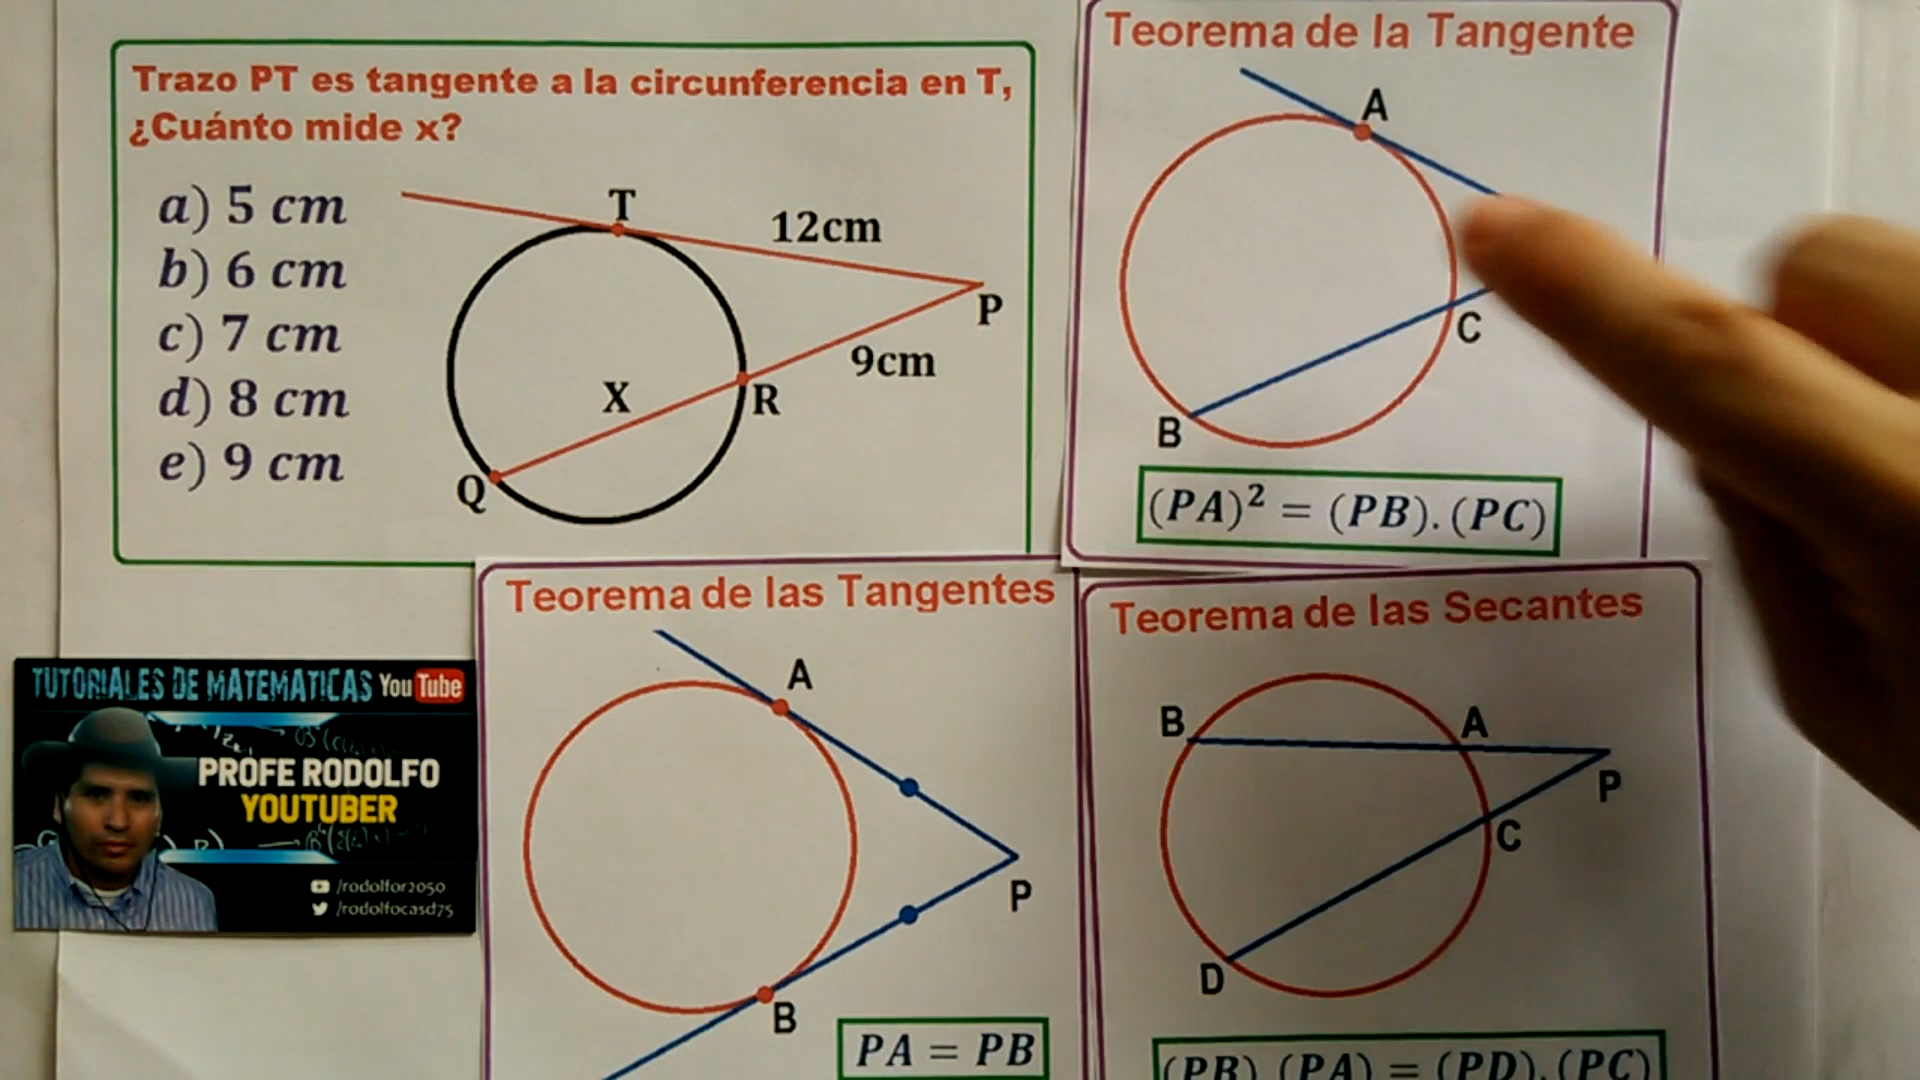 Trazo PT es tangente a la circunferencia en T,
¿Cuánto mide x?
a) 5 cm
b) 6 cm
c) 7 cm
d) 8 cm
e) 9 cm
T
12cm
P
9cm
X
R
Q
Teorema de la Tangente
A
C
B
(PA)² = (PB).(PC)
Teorema de las Tangentes
A
P
B
PA = PB
Teorema de las Secantes
B
A
P
C
D
(PB) (PA) = (PD).(PC)
TUTORIALES DE MATEMATICAS YouTube
PROFE RODOLFO
YOUTUBER
/rodolfor2050
/rodolfocasd75